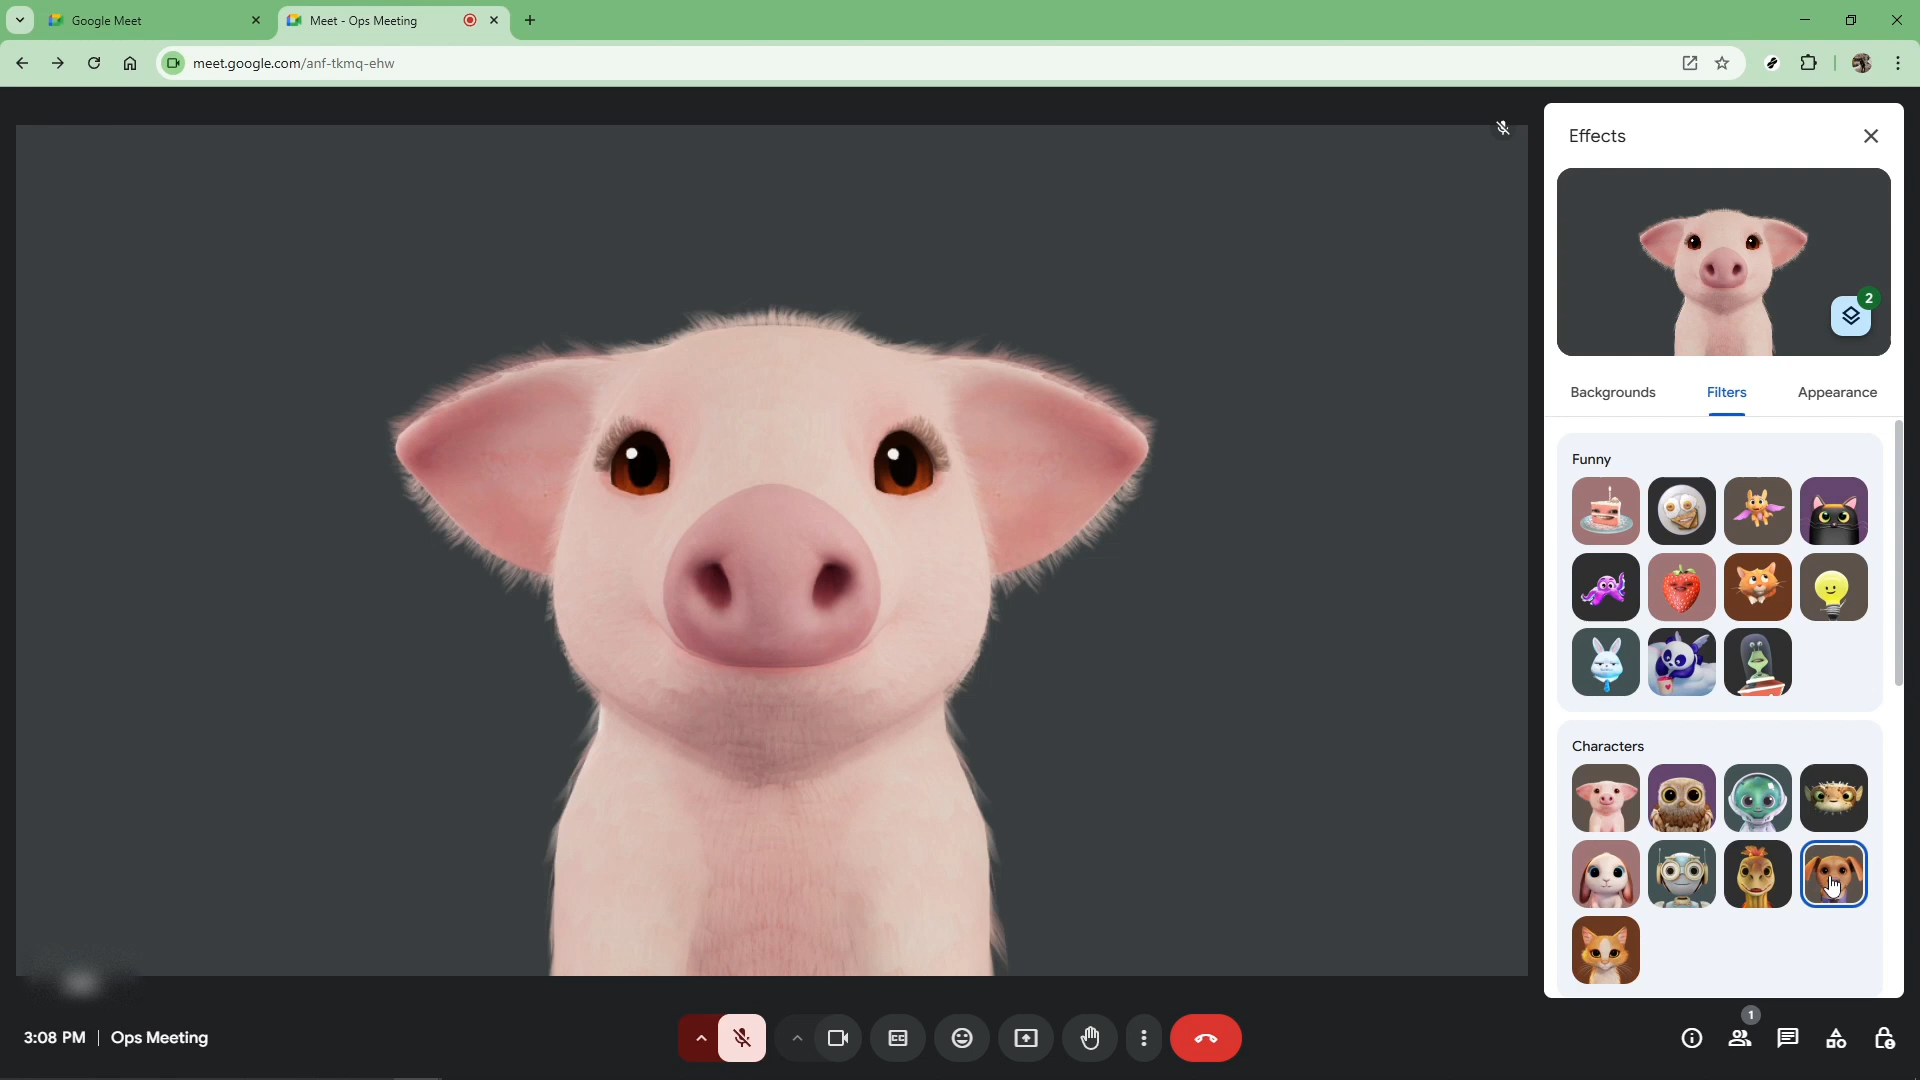 Google Meet
Meet - Ops Meeting
meet.google.com/anf-tkmq-ehw
Effects
2
Backgrounds
Filters
Appearance
Funny
Characters
3:08 PM | Ops Meeting
CC
1